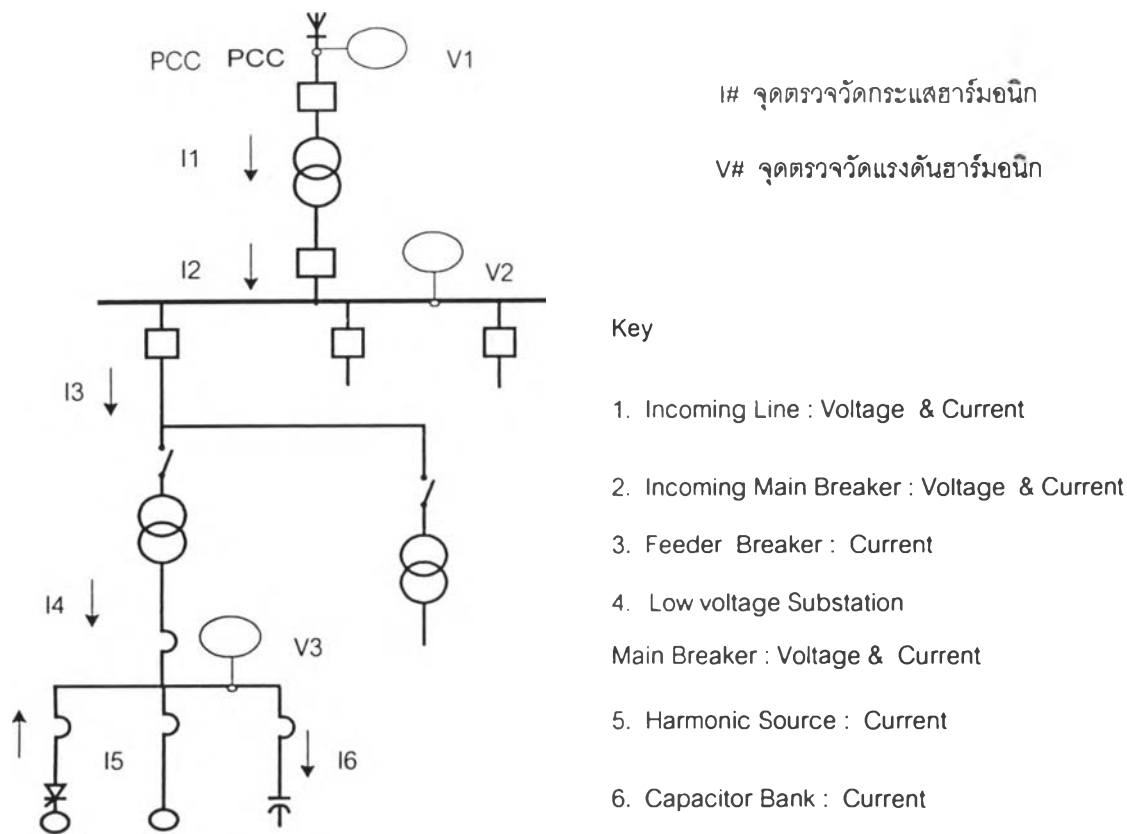 PCC PCC V1
I1
I2
V2
I3
I4
V3
I5
I6
I# จุดตรวจวัดกระแสฮาร์มอนิก
V# จุดตรวจวัดแรงดันฮาร์มอนิก
Key
1. Incoming Line : Voltage & Current
2. Incoming Main Breaker : Voltage & Current
3. Feeder Breaker : Current
4. Low voltage Substation
Main Breaker : Voltage & Current
5. Harmonic Source : Current
6. Capacitor Bank : Current